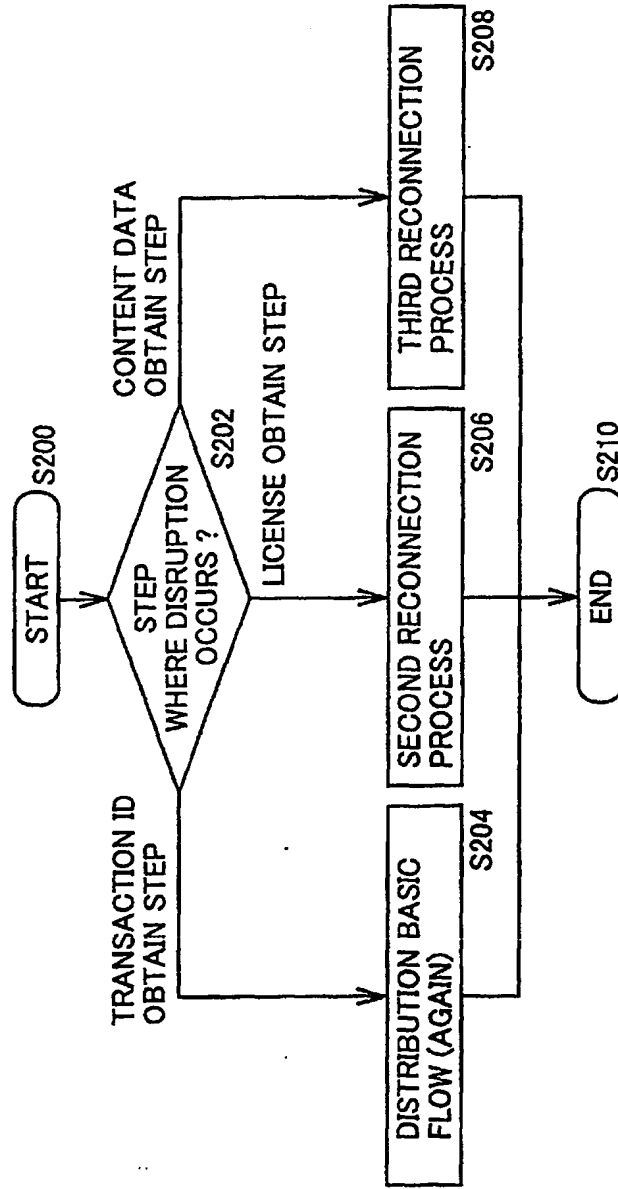 START
S200
STEP
WHERE DISRUPTION
OCCURS ?
S202
TRANSACTION ID
OBTAIN STEP
LICENSE OBTAIN STEP
CONTENT DATA
OBTAIN STEP
DISTRIBUTION BASIC
FLOW (AGAIN)
S204
SECOND RECONNECTION
PROCESS
S206
THIRD RECONNECTION
PROCESS
S208
END
S210